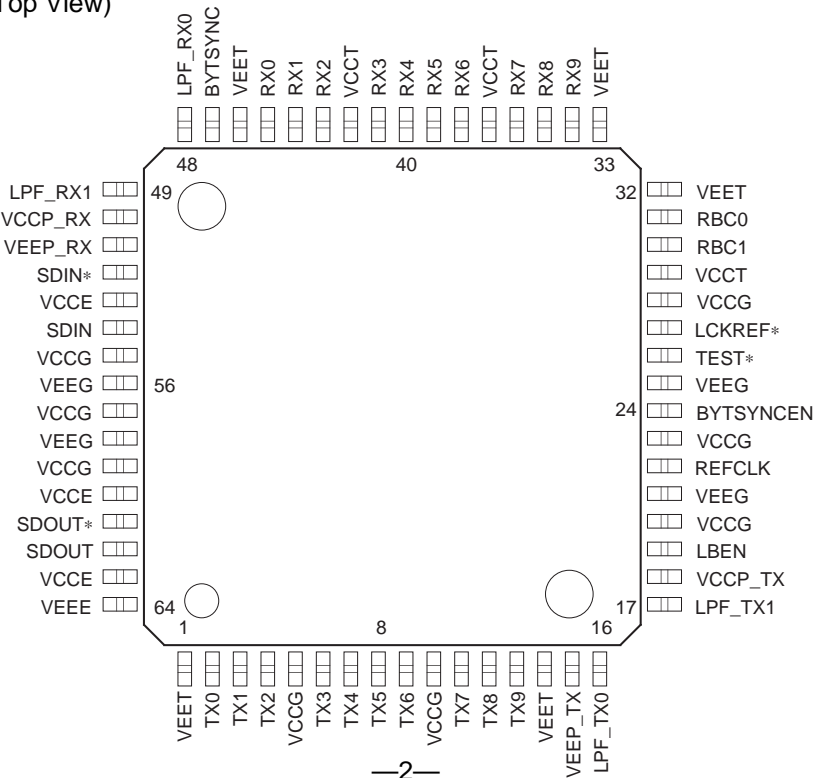 Top View)
LPF_RX0
BYTSYNC
VEET
RX0
RX1
RX2
VCCT
RX3
RX4
RX5
RX6
VCCT
RX7
RX8
RX9
VEET
48
40
33
LPF_RX1
49
32
VEET
VCCP_RX
RBC0
VEEP_RX
RBC1
SDIN*
VCCT
VCCE
VCCG
SDIN
LCKREF*
VCCG
TEST*
VEEG
56
VEEG
VCCG
24
BYTSYNCEN
VEEG
VCCG
VCCG
REFCLK
VCCE
VEEG
SDOUT*
VCCG
SDOUT
LBEN
VCCE
VCCP_TX
VEEE
64
17
LPF_TX1
1
8
16
VEET
TX0
TX1
TX2
VCCG
TX3
TX4
TX5
TX6
VCCG
TX7
TX8
TX9
VEET
VEEP_TX
LPF_TX0
—2—